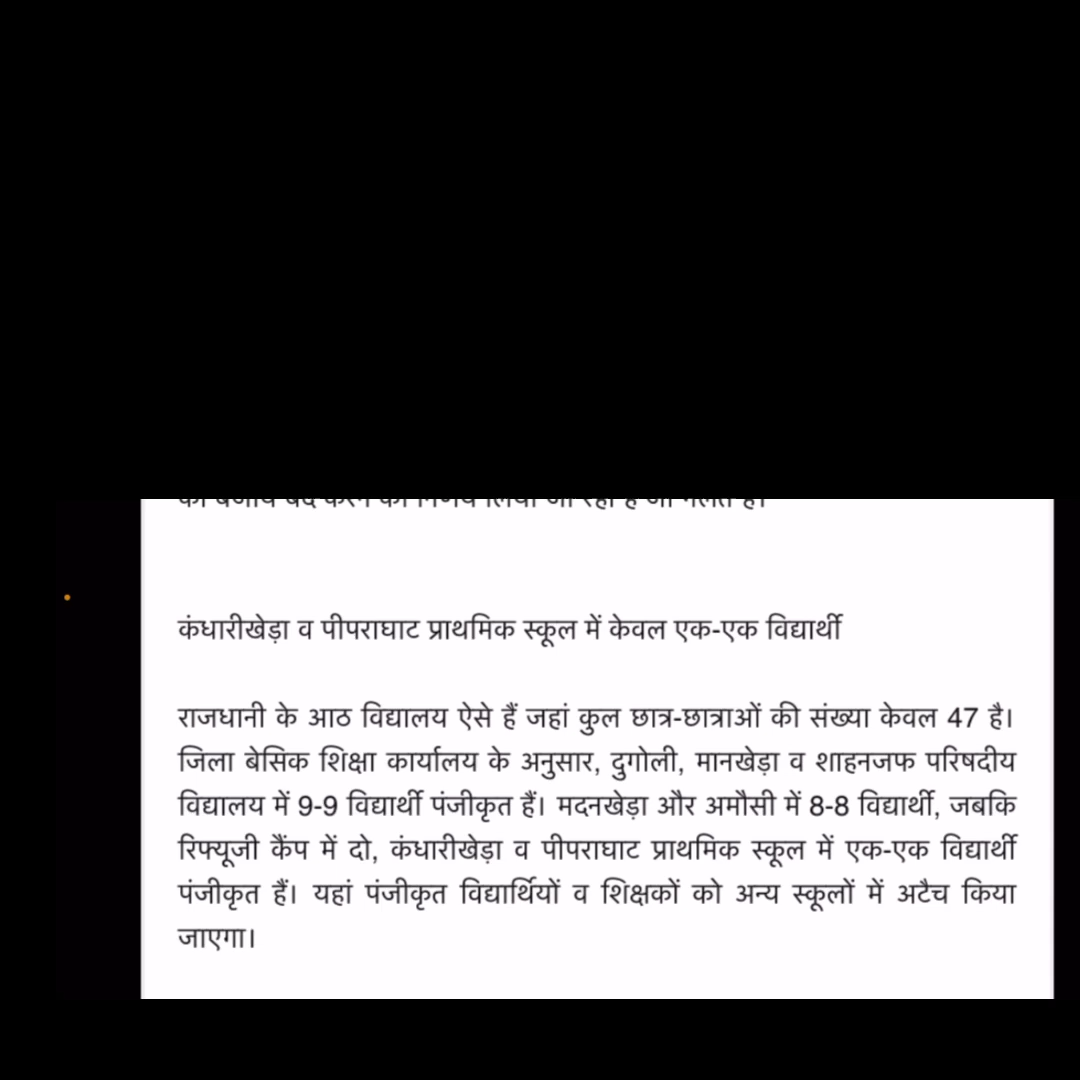 कंधारीखेड़ा व पीपराघाट प्राथमिक स्कूल में केवल एक-एक विद्यार्थी
राजधानी के आठ विद्यालय ऐसे हैं जहां कुल छात्र-छात्राओं की संख्या केवल 47 है।
जिला बेसिक शिक्षा कार्यालय के अनुसार, दुगोली, मानखेड़ा व शाहनजफ परिषदीय
विद्यालय में 9-9 विद्यार्थी पंजीकृत हैं। मदनखेड़ा और अमौसी में 8-8 विद्यार्थी, जबकि
रिफ्यूजी कैंप में दो, कंधारीखेड़ा व पीपराघाट प्राथमिक स्कूल में एक-एक विद्यार्थी
पंजीकृत हैं। यहां पंजीकृत विद्यार्थियों व शिक्षकों को अन्य स्कूलों में अटैच किया
जाएगा।